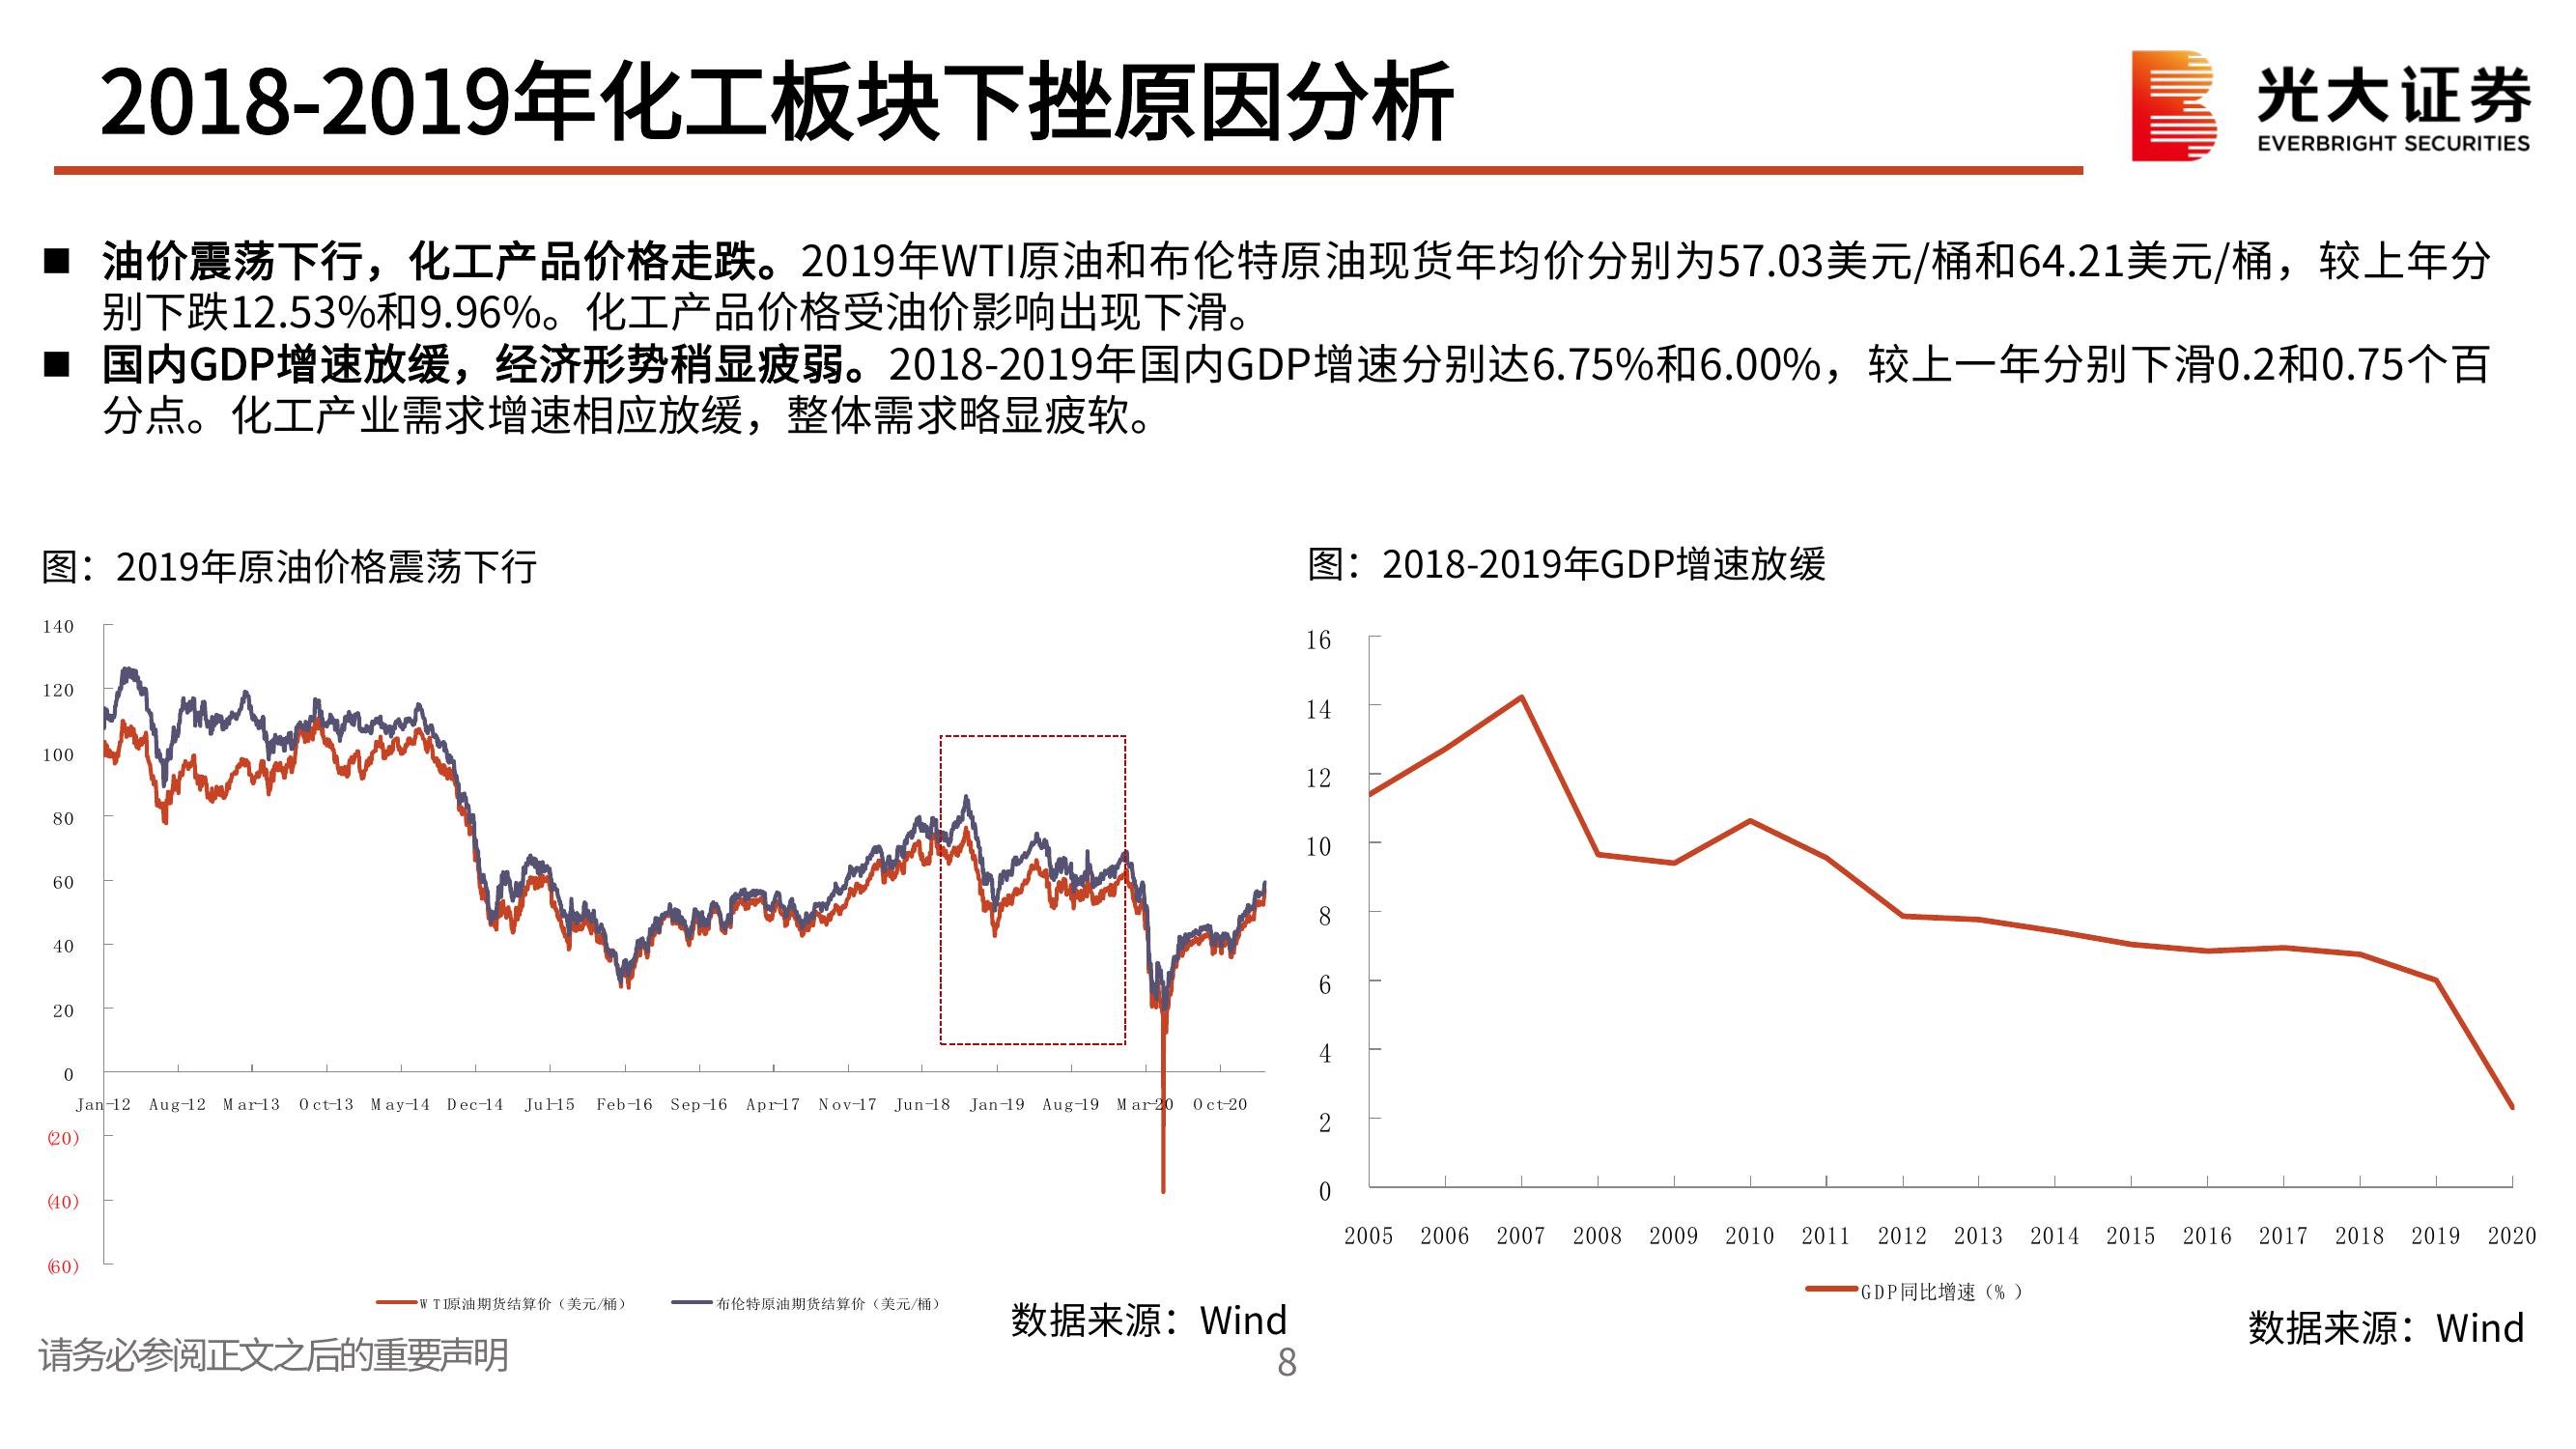 2018-2019年化工板块下挫原因分析
光大证券
EVERBRIGHT SECURITIES
■ 油价震荡下行，化工产品价格走跌。2019年WTI原油和布伦特原油现货年均价分别为57.03美元/桶和64.21美元/桶，较上年分
别下跌12.53%和9.96%。化工产品价格受油价影响出现下滑。
■ 国内GDP增速放缓，经济形势稍显疲弱。2018-2019年国内GDP增速分别达6.75%和6.00%，较上一年分别下滑0.2和0.75个百
分点。化工产业需求增速相应放缓，整体需求略显疲软。
图：2019年原油价格震荡下行
140
120
100
80
60
40
20
0
Jan-12 Aug-12 Mar-13 Oct-13 May-14 Dec-14 Jul-15 Feb-16 Sep-16 Apr-17 Nov-17 Jun-18 Jan-19 Aug-19 Mar-20 Oct-20
(20)
(40)
(60)
WTI原油期货结算价（美元/桶） 布伦特原油期货结算价（美元/桶）
数据来源：Wind
图：2018-2019年GDP增速放缓
16
14
12
10
8
6
4
2
0
2005 2006 2007 2008 2009 2010 2011 2012 2013 2014 2015 2016 2017 2018 2019 2020
GDP同比增速（%）
数据来源：Wind
请务必参阅正文之后的重要声明
8